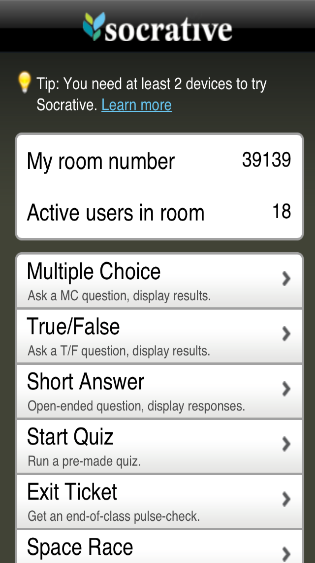 socrative
Tip: You need at least 2 devices to try
Socrative. Learn more
My room number 39139
Active users in room 18
Multiple Choice
Ask a MC question, display results.
True/False
Ask a T/F question, display results.
Short Answer
Open-ended question, display responses.
Start Quiz
Run a pre-made quiz.
Exit Ticket
Get an end-of-class pulse-check.
Space Race